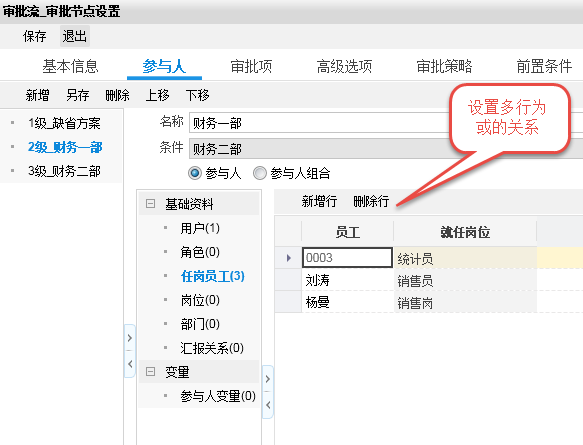 审批流_审批节点设置
保存 退出
基本信息 参与人 审批项 高级选项 审批策略 前置条件
新增 另存 删除 上移 下移
1级_缺省方案
2级_财务一部
3级_财务二部
名称 财务一部
条件 财务二部
参与人 参与人组合
设置多行为
或的关系
基础资料
用户(1)
角色(0)
任岗员工(3)
岗位(0)
部门(0)
汇报关系(0)
变量
参与人变量(0)
新增行 删除行
员工 就任岗位
0003 统计员
刘涛 销售员
杨曼 销售岗